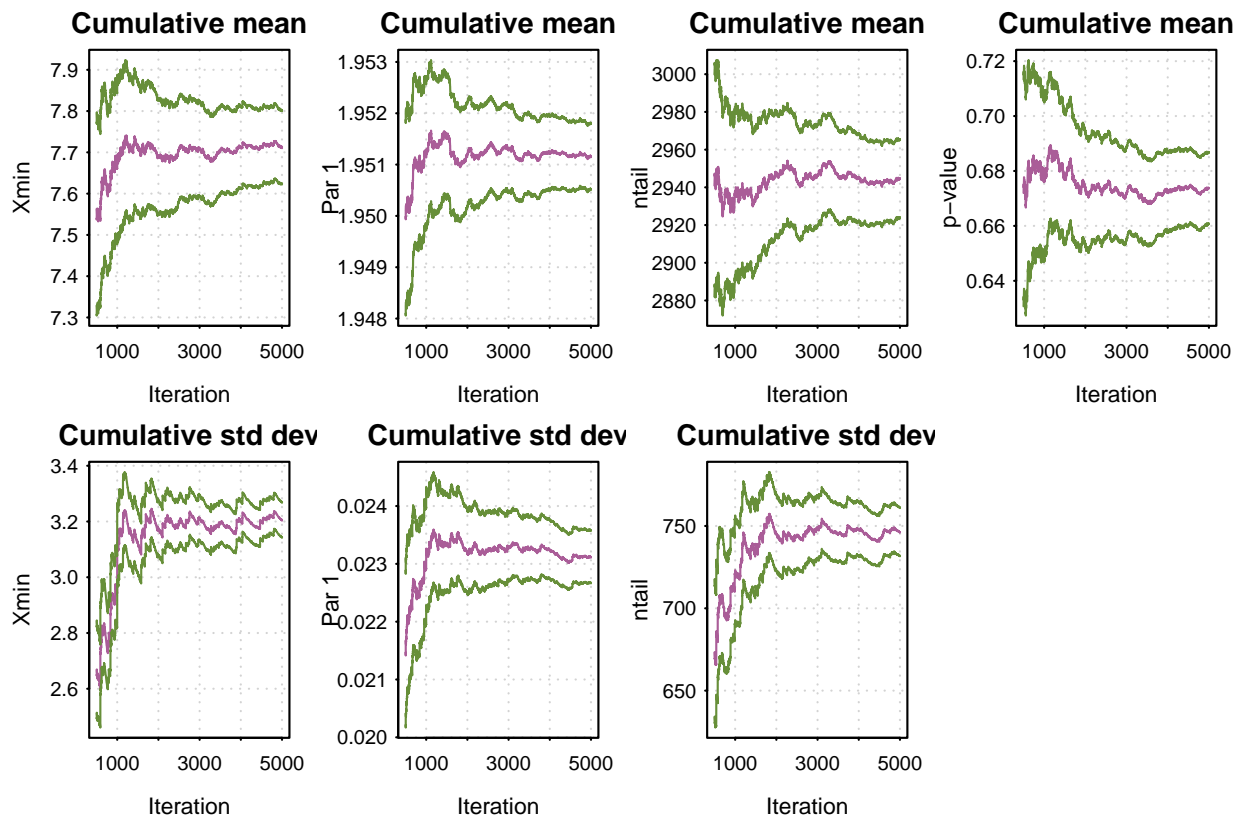 Cumulative mean
Xmin
7.9
7.8
7.7
7.6
7.5
7.4
7.3
1000
3000
5000
Iteration
Cumulative mean
Par 1
1.953
1.952
1.951
1.950
1.949
1.948
1000
3000
5000
Iteration
Cumulative mean
ntail
3000
2980
2960
2940
2920
2900
2880
1000
3000
5000
Iteration
Cumulative mean
p−value
0.72
0.70
0.68
0.66
0.64
1000
3000
5000
Iteration
Cumulative std dev
Xmin
3.4
3.2
3.0
2.8
2.6
1000
3000
5000
Iteration
Cumulative std dev
Par 1
0.024
0.023
0.022
0.021
0.020
1000
3000
5000
Iteration
Cumulative std dev
ntail
750
700
650
1000
3000
5000
Iteration